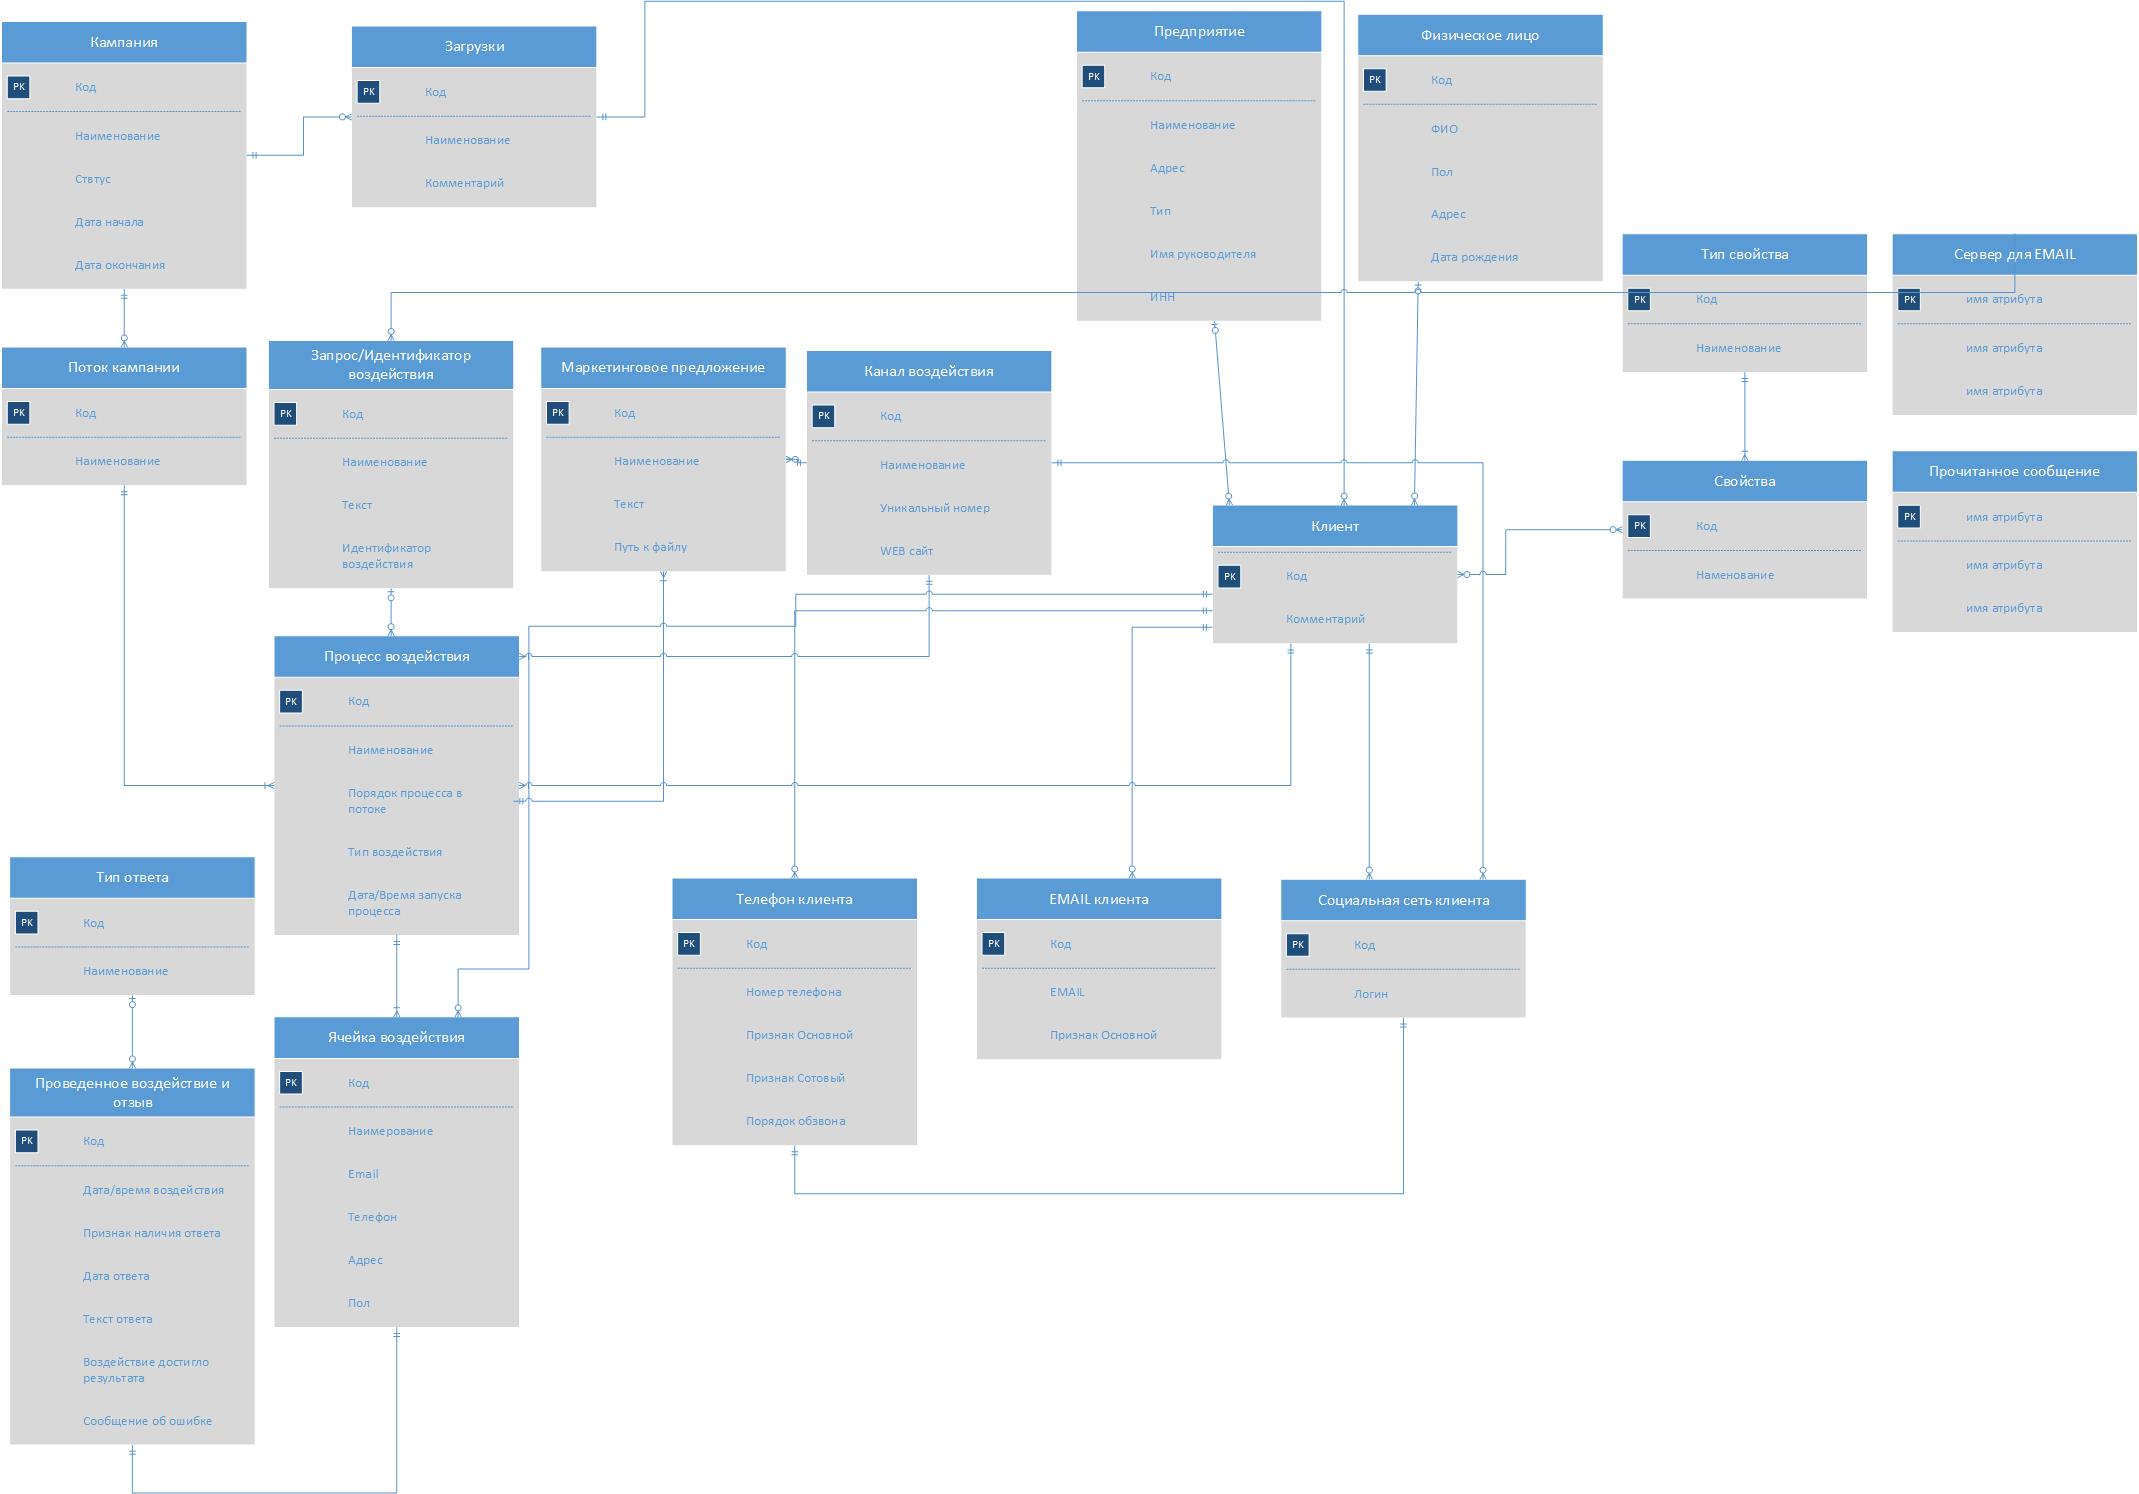 Кампания
PK
Код
Наименование
Ствтус
Дата начала
Дата окончания
Загрузки
PK
Код
Наименование
Комментарий
Предприятие
PK
Код
Наименование
Адрес
Тип
Имя руководителя
ИНН
Физическое лицо
PK
Код
ФИО
Пол
Адрес
Дата рождения
Тип свойства
PK
Код
Наименование
Сервер для EMAIL
PK
имя атрибута
имя атрибута
имя атрибута
Поток кампании
PK
Код
Наименование
Запрос/Идентификатор
воздействия
PK
Код
Наименование
Текст
Идентификатор
воздействия
Маркетинговое предложение
PK
Код
Наименование
Текст
Путь к файлу
Канал воздействия
PK
Код
Наименование
Уникальный номер
WEB сайт
Клиент
PK
Код
Комментарий
Свойства
PK
Код
Наменование
Прочитанное сообщение
PK
имя атрибута
имя атрибута
имя атрибута
Процесс воздействия
PK
Код
Наименование
Порядок процесса в
потоке
Тип воздействия
Дата/Время запуска
процесса
Тип ответа
PK
Код
Наименование
Телефон клиента
PK
Код
Номер телефона
Признак Основной
Признак Сотовый
Порядок обзвона
EMAIL клиента
PK
Код
EMAIL
Признак Основной
Социальная сеть клиента
PK
Код
Логин
Проведенное воздействие и
отзыв
PK
Код
Дата/время воздействия
Признак наличия ответа
Дата ответа
Текст ответа
Воздействие достигло
результата
Сообщение об ошибке
Ячейка воздействия
PK
Код
Наимерование
Email
Телефон
Адрес
Пол